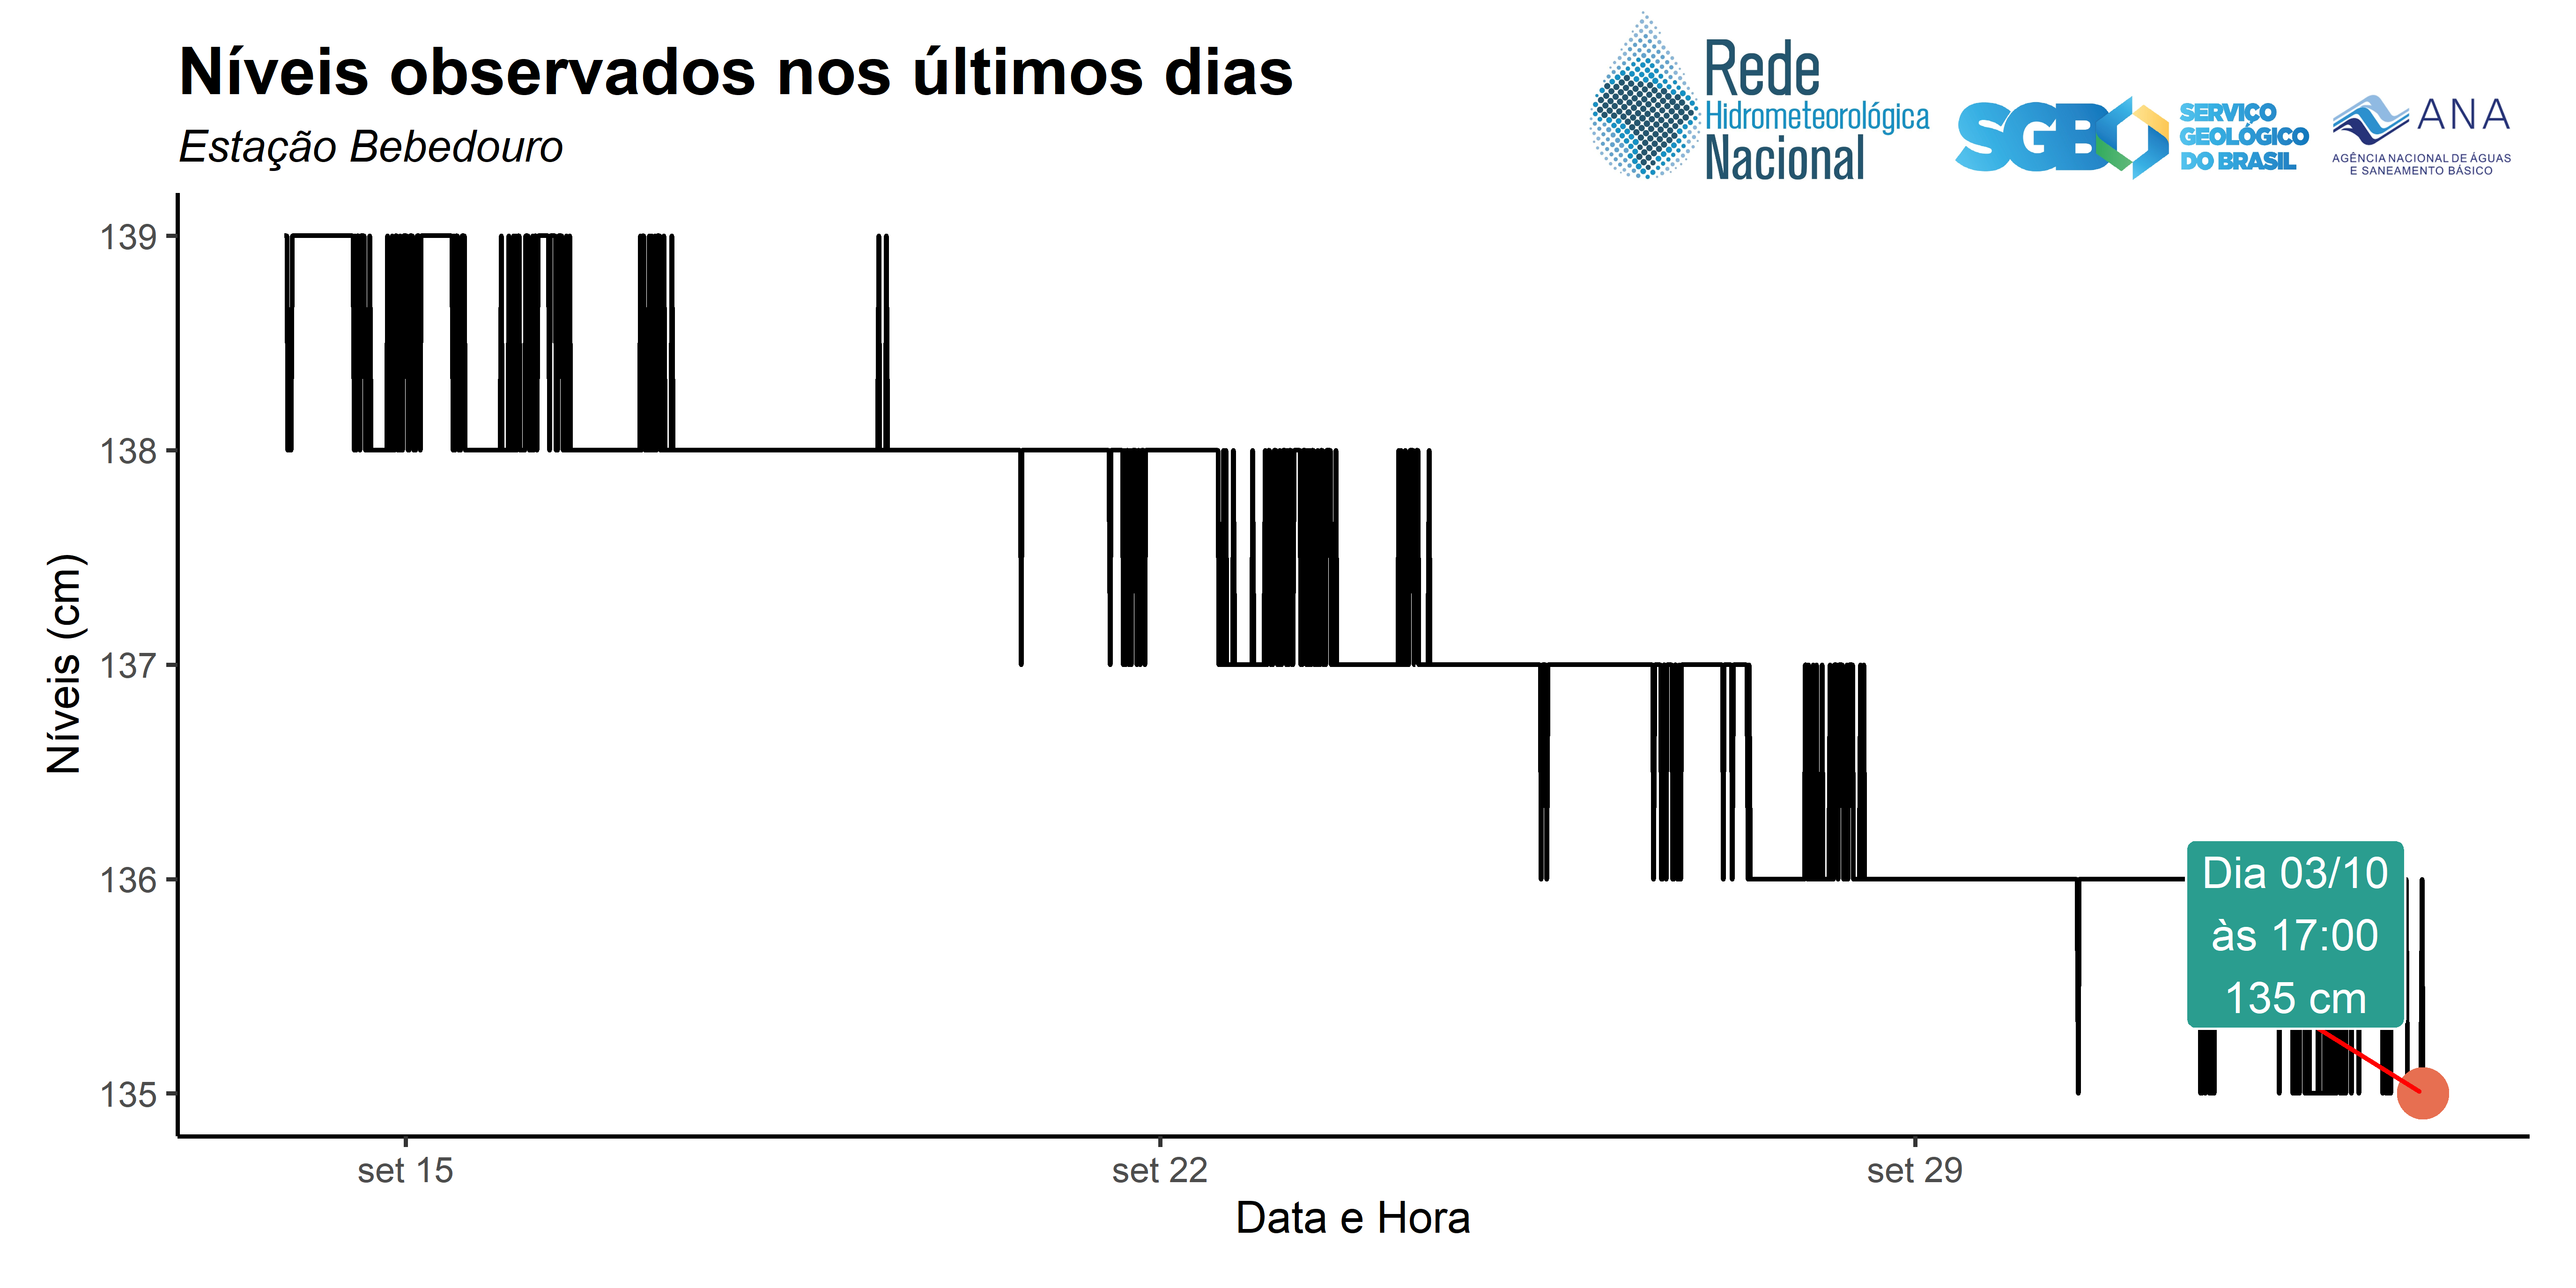 Níveis observados nos últimos dias
Estação Bebedouro
Rede
Hidrometeorológica
Nacional
SGB
SERVIÇO
GEOLÓGICO
DO BRASIL
ANA
AGÊNCIA NACIONAL DE ÁGUAS
E SANEAMENTO BÁSICO
139
138
137
136
135
Níveis (cm)
Dia 03/10
às 17:00
135 cm
set 15
set 22
set 29
Data e Hora